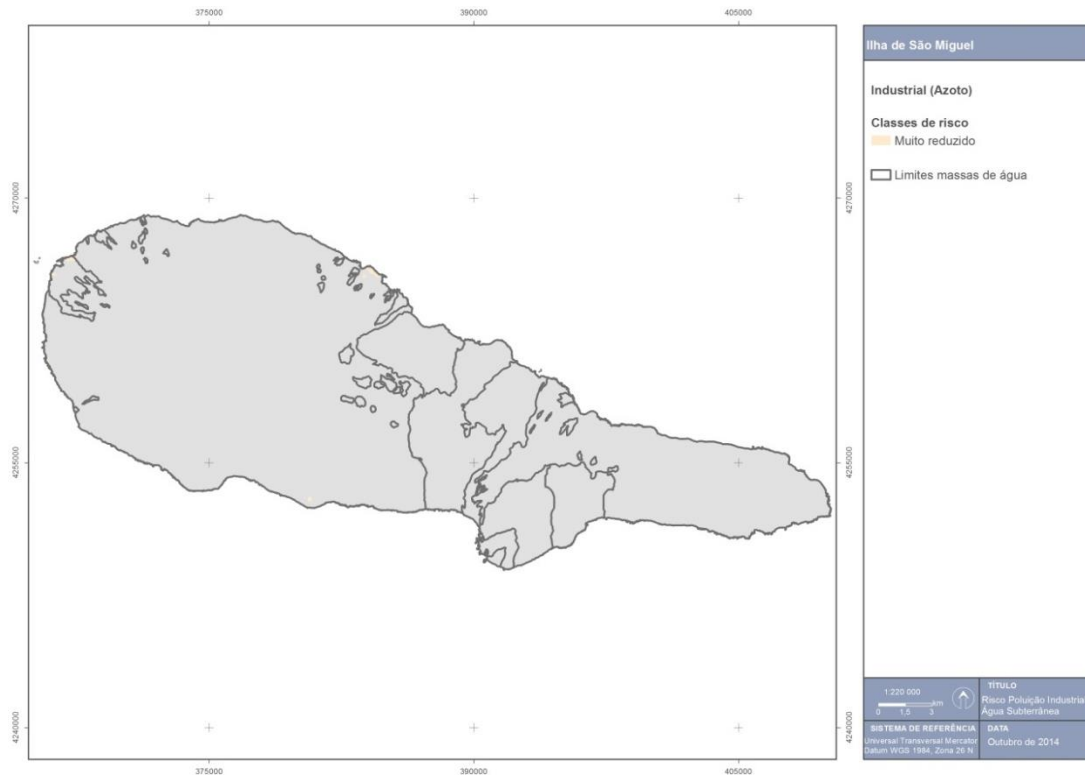 375000
390000
405000
4270000
4270000
4255000
4255000
4240000
4240000
375000
390000
405000
Ilha de São Miguel
Industrial (Azoto)
Classes de risco
Muito reduzido
Limites massas de água
1:220 000
km
0 1,5 3
TÍTULO
Risco Poluição Industrial
Água Subterrânea
SISTEMA DE REFERÊNCIA
Universal Transversal Mercator
Datum WGS 1984, Zona 26 N
DATA
Outubro de 2014